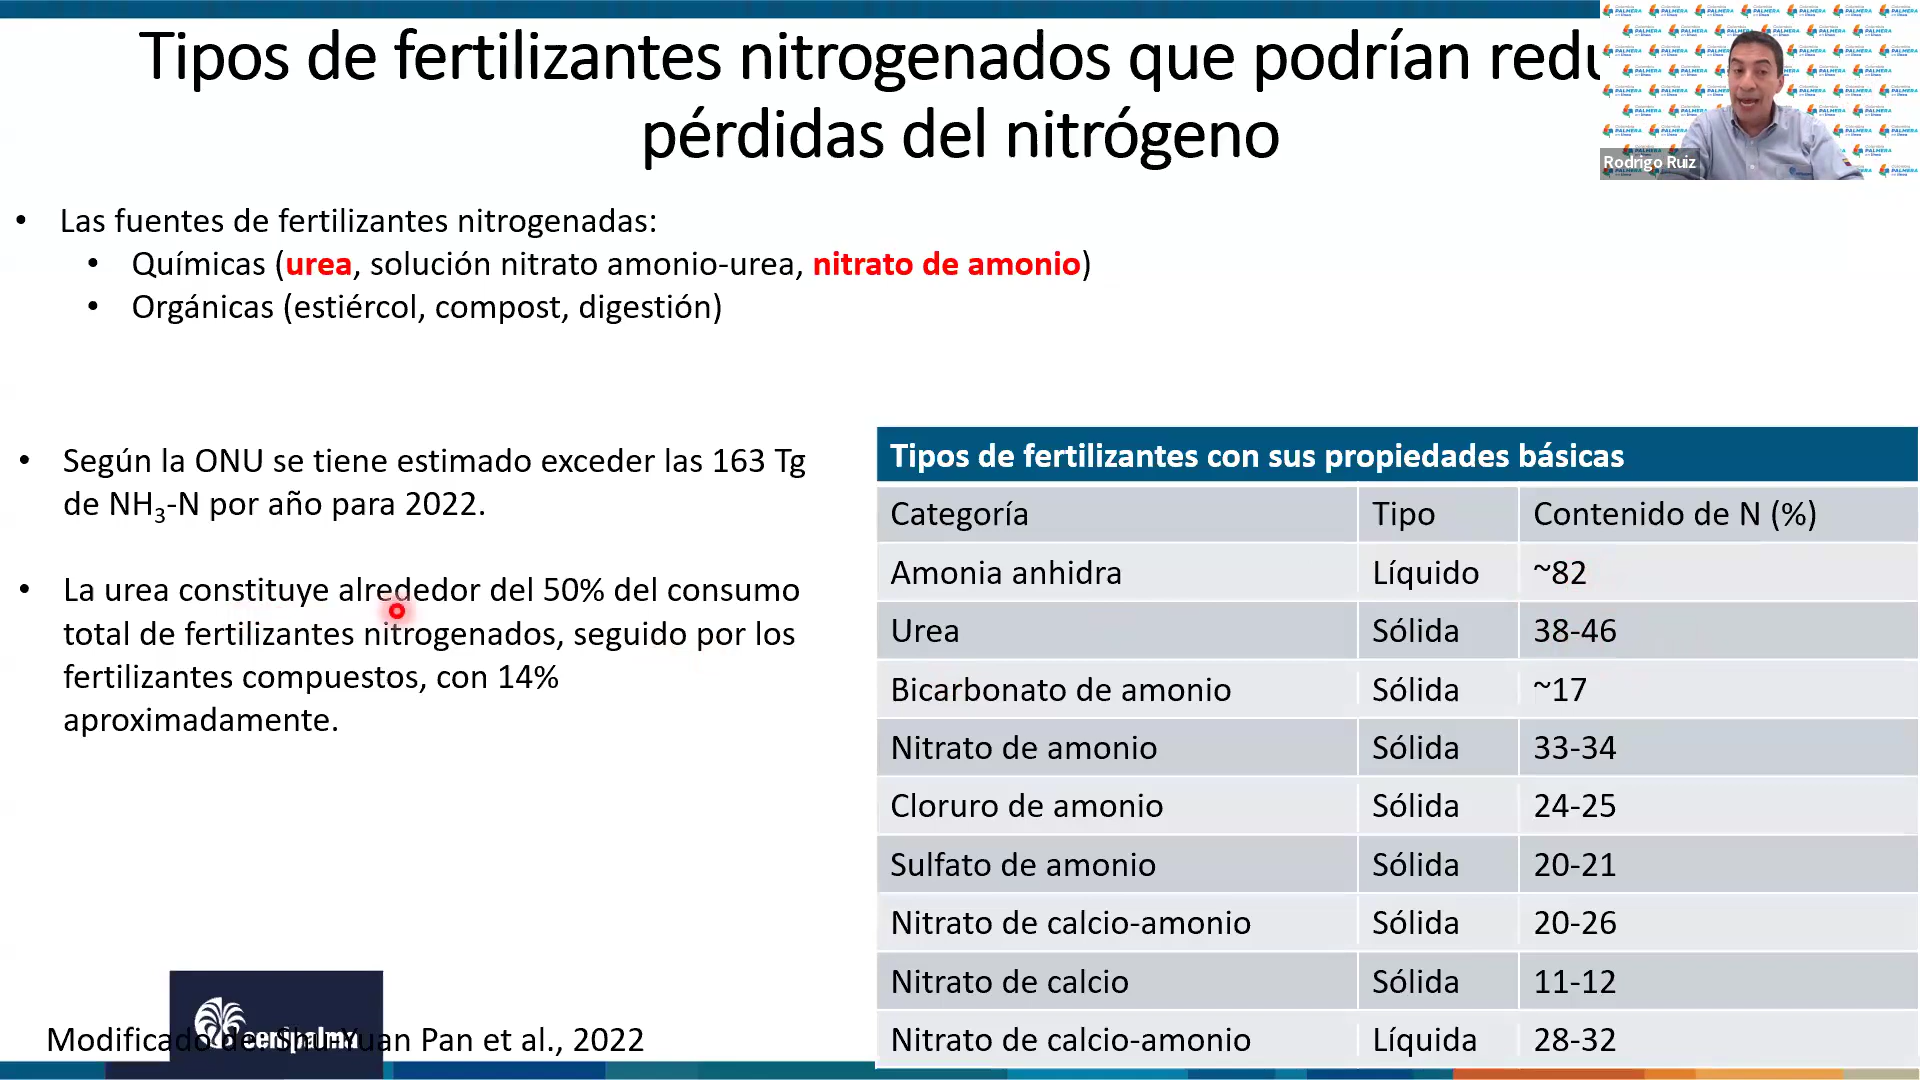 Tipos de fertilizantes nitrogenados que podrían redu
pérdidas del nitrógeno
Rodrigo Ruiz
• Las fuentes de fertilizantes nitrogenadas:
• Químicas (urea, solución nitrato amonio-urea, nitrato de amonio)
• Orgánicas (estiércol, compost, digestión)
• Según la ONU se tiene estimado exceder las 163 Tg
de NH₃-N por año para 2022.
• La urea constituye alrededor del 50% del consumo
total de fertilizantes nitrogenados, seguido por los
fertilizantes compuestos, con 14%
aproximadamente.
Tipos de fertilizantes con sus propiedades básicas
Categoría Tipo Contenido de N (%)
Amonia anhidra Líquido ~82
Urea Sólida 38-46
Bicarbonato de amonio Sólida ~17
Nitrato de amonio Sólida 33-34
Cloruro de amonio Sólida 24-25
Sulfato de amonio Sólida 20-21
Nitrato de calcio-amonio Sólida 20-26
Nitrato de calcio Sólida 11-12
Nitrato de calcio-amonio Líquida 28-32
cenipalma
Modificado de: Shu-Yuan Pan et al., 2022